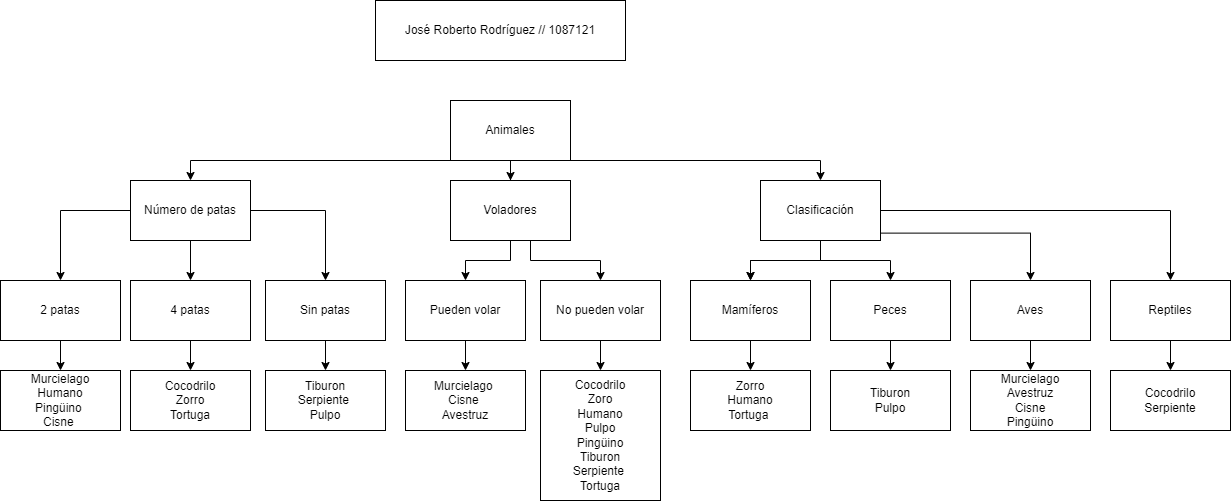 José Roberto Rodríguez // 1087121
Animales
Número de patas
Voladores
Clasificación
2 patas
4 patas
Sin patas
Pueden volar
No pueden volar
Mamíferos
Peces
Aves
Reptiles
Murcielago
Humano
Pingüino
Cisne
Cocodrilo
Zorro
Tortuga
Tiburon
Serpiente
Pulpo
Murcielago
Cisne
Avestruz
Cocodrilo
Zoro
Humano
Pulpo
Pingüino
Tiburon
Serpiente
Tortuga
Zorro
Humano
Tortuga
Tiburon
Pulpo
Murcielago
Avestruz
Cisne
Pingüino
Cocodrilo
Serpiente